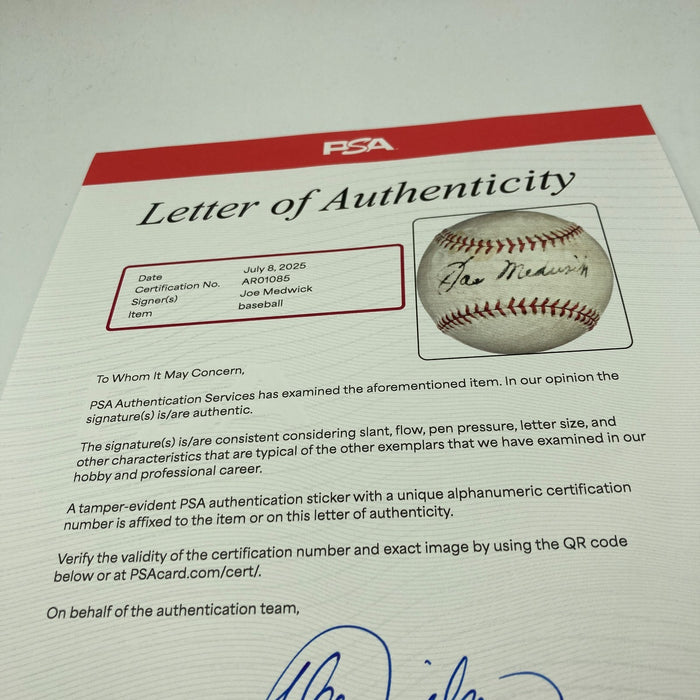 PSA
Letter of Authenticity
Date July 8, 2025
Certification No. AR01085
Signer(s) Joe Medwick
Item baseball
Joe Medwick
To Whom It May Concern,
PSA Authentication Services has examined the aforementioned item. In our opinion the
signature(s) is/are authentic.
The signature(s) is/are consistent considering slant, flow, pen pressure, letter size, and
other characteristics that are typical of the other exemplars that we have examined in our
hobby and professional career.
A tamper-evident PSA authentication sticker with a unique alphanumeric certification
number is affixed to the item or on this letter of authenticity.
Verify the validity of the certification number and exact image by using the QR code
below or at PSAcard.com/cert/.
On behalf of the authentication team,